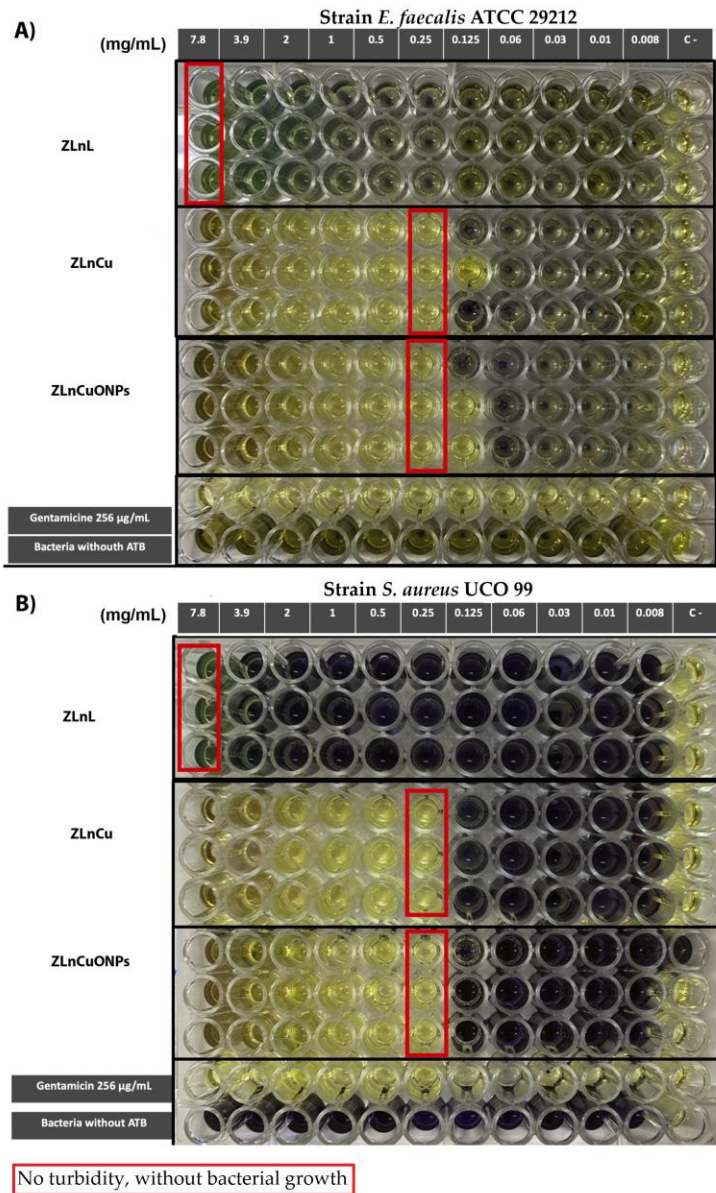 Strain E. faecalis ATCC 29212
A)
(mg/mL) 7.8 3.9 2 1 0.5 0.25 0.125 0.06 0.03 0.01 0.008 C -
ZLnL
ZLnCu
ZLnCuONPs
Gentamicine 256 µg/mL
Bacteria withouth ATB
Strain S. aureus UCO 99
B)
(mg/mL) 7.8 3.9 2 1 0.5 0.25 0.125 0.06 0.03 0.01 0.008 C -
ZLnL
ZLnCu
ZLnCuONPs
Gentamicin 256 µg/mL
Bacteria without ATB
No turbidity, without bacterial growth